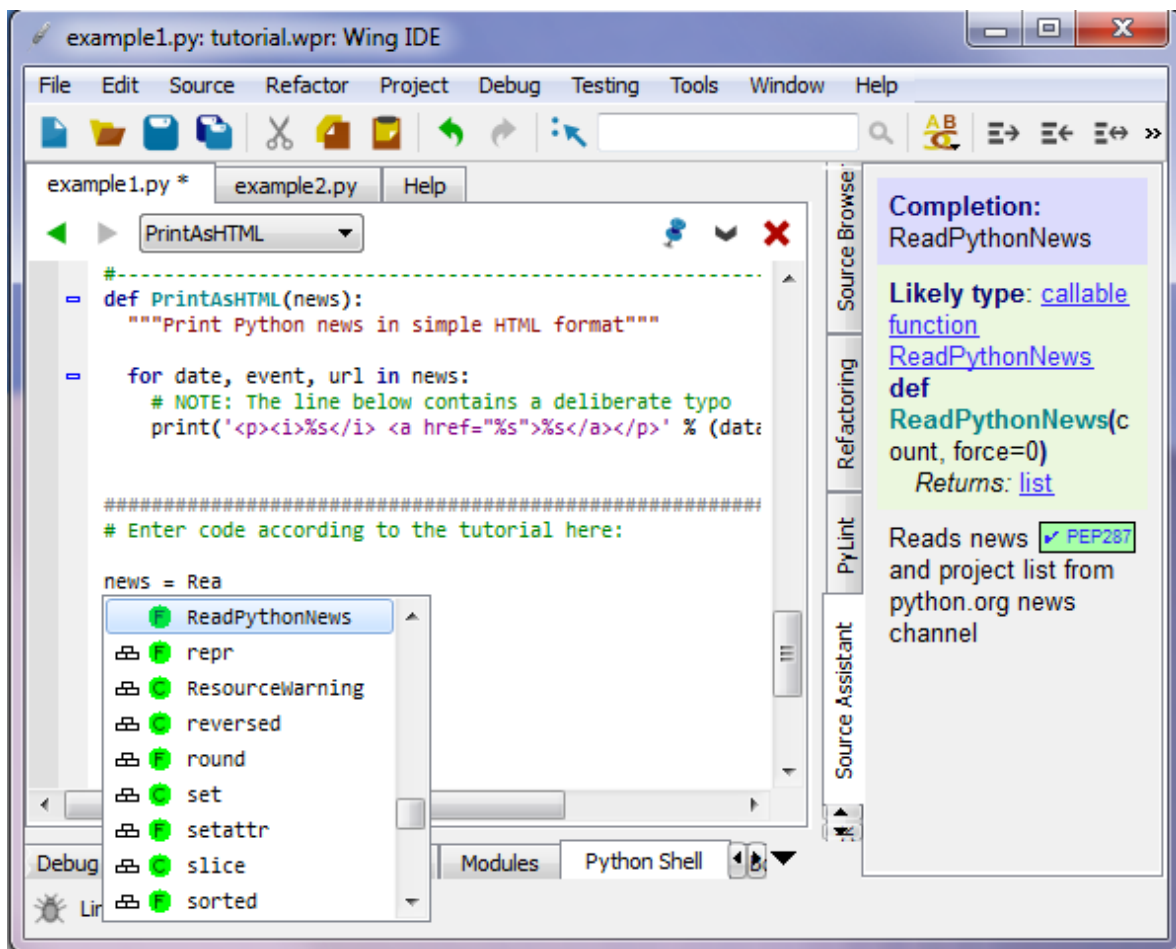 example1.py: tutorial.wpr: Wing IDE
File Edit Source Refactor Project Debug Testing Tools Window Help
example1.py * example2.py Help
PrintAsHTML
#-------------------------------------------------------
def PrintAsHTML(news):
"""Print Python news in simple HTML format"""
for date, event, url in news:
# NOTE: The line below contains a deliberate typo
print('<p><i>%s</i> <a href="%s">%s</a></p>' % (data
########################################################
# Enter code according to the tutorial here:
news = Rea
F ReadPythonNews
F repr
C ResourceWarning
C reversed
F round
C set
F setattr
C slice
F sorted
Debug
Modules
Python Shell
Source Browse
Refactoring
PyLint
Source Assistant
Completion:
ReadPythonNews
Likely type: callable
function
ReadPythonNews
def
ReadPythonNews(c
ount, force=0)
Returns: list
Reads news ✔ PEP287
and project list from
python.org news
channel